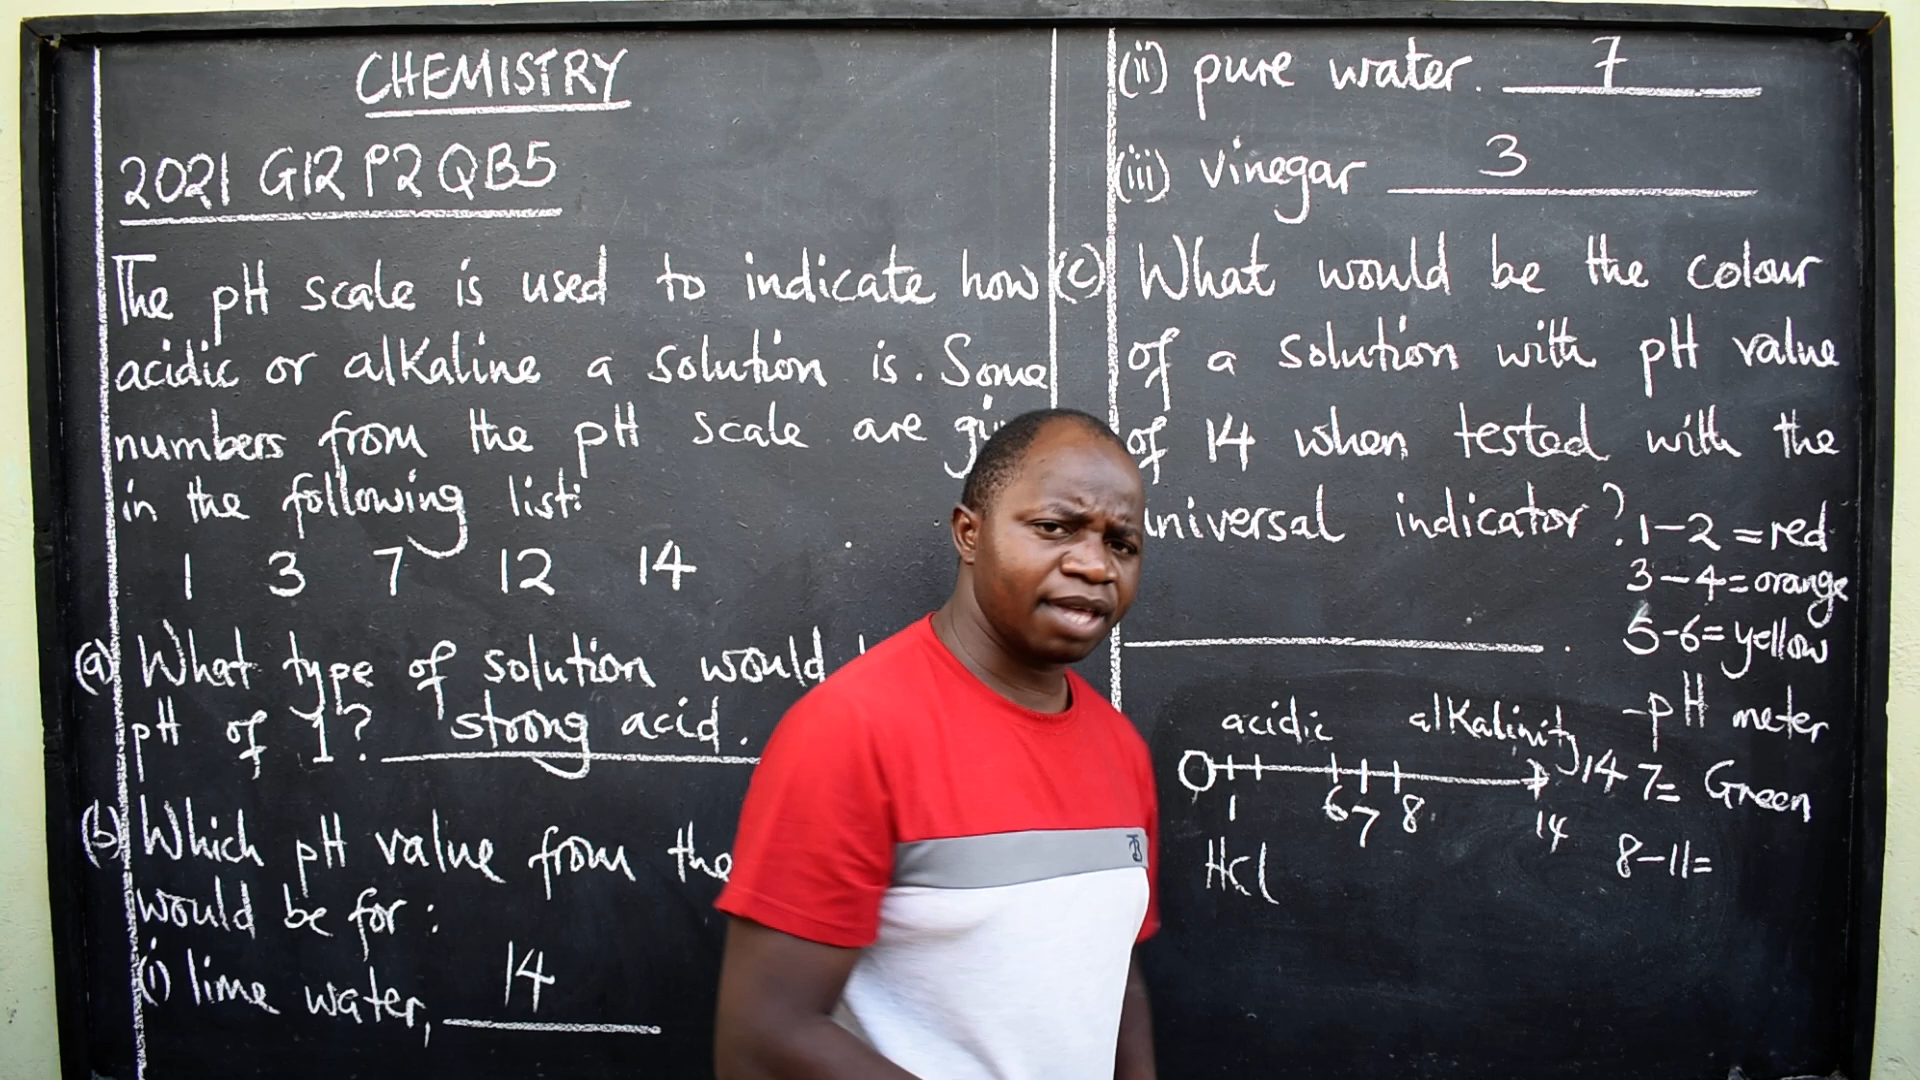 CHEMISTRY
2021 G12 P2 QB5
The pH scale is used to indicate how
acidic or alkaline a solution is. Some
numbers from the pH scale are
in the following list:
1 3 7 12 14
(a) What type of solution would
pH of 1? strong acid.
(b) Which pH value from the
would be for:
(i) lime water, 14
(ii) pure water. 7
(iii) vinegar 3
(c) What would be the colour
of a solution with pH value
of 14 when tested with the
universal indicator?
1-2 = red
3-4 = orange
5-6 = yellow
-pH meter
7 = Green
8-11 =
acidic alkalinity
0 14
1 6 7 8 14
HCl